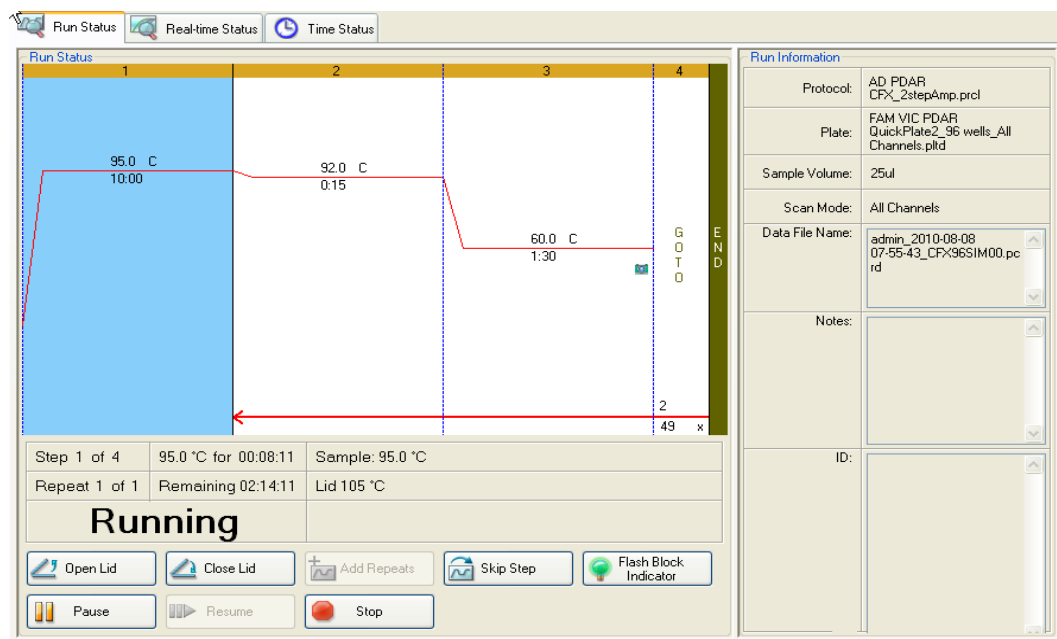 Run Status
Real-time Status
Time Status
Run Status
1 2 3 4
95.0 C
10:00
92.0 C
0:15
60.0 C
1:30
GOTO
END
2
49 x
Step 1 of 4
95.0 °C for 00:08:11
Sample: 95.0 °C
Repeat 1 of 1
Remaining 02:14:11
Lid 105 °C
Running
Open Lid
Close Lid
Add Repeats
Skip Step
Flash Block
Indicator
Pause
Resume
Stop
Run Information
Protocol:
AD PDAR
CFX_2stepAmp.prcl
Plate:
FAM VIC PDAR
QuickPlate2_96 wells_All
Channels.pltd
Sample Volume:
25ul
Scan Mode:
All Channels
Data File Name:
admin_2010-08-08
07-55-43_CFX96SIM00.pc
rd
Notes:
ID: